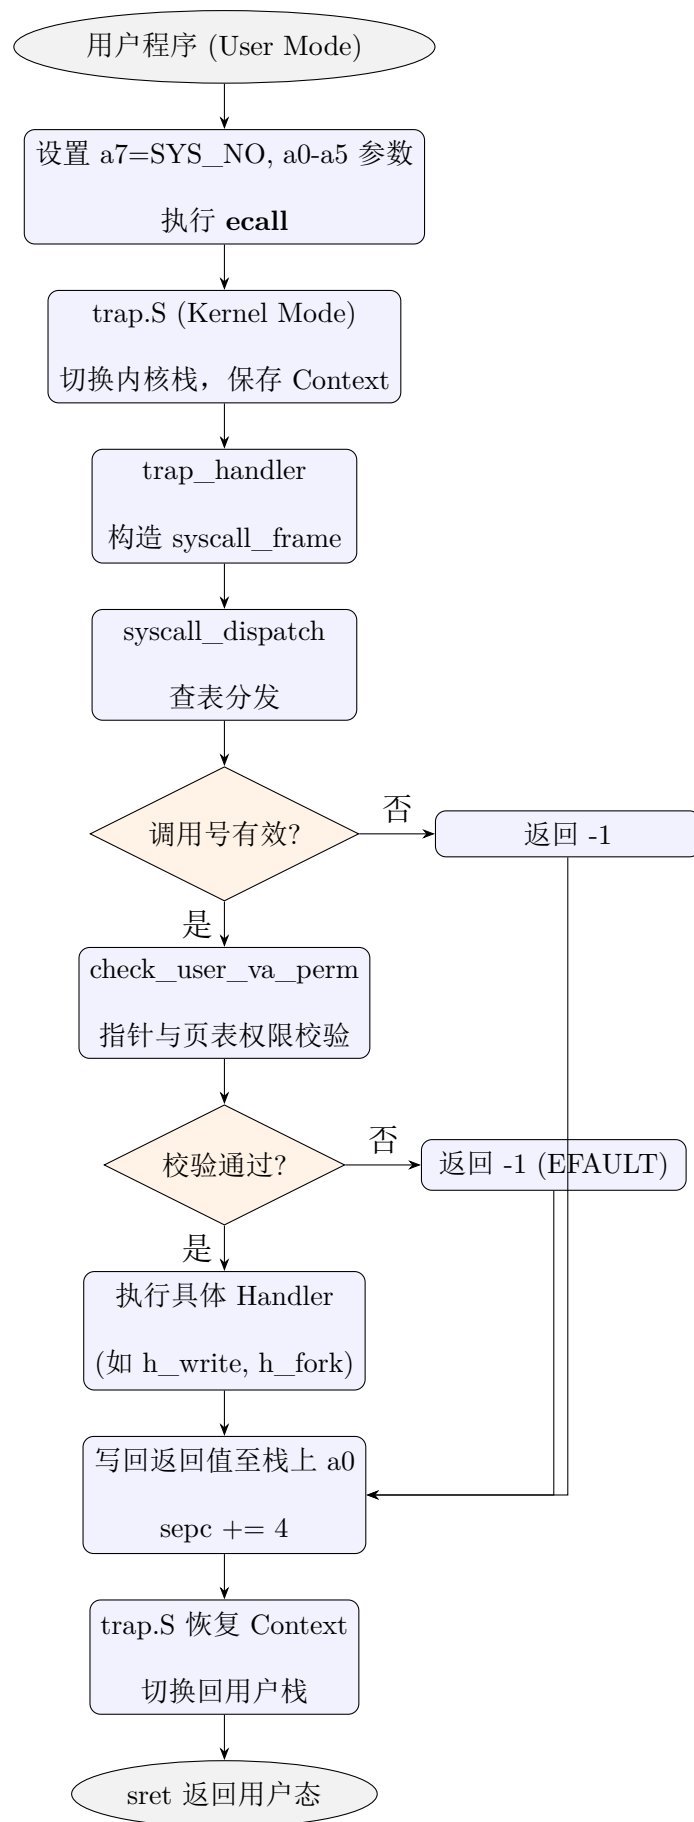 用户程序 (User Mode)
设置 a7=SYS_NO, a0-a5 参数
执行 ecall
trap.S (Kernel Mode)
切换内核栈，保存 Context
trap_handler
构造 syscall_frame
syscall_dispatch
查表分发
调用号有效?
否
返回 -1
是
check_user_va_perm
指针与页表权限校验
校验通过?
否
返回 -1 (EFAULT)
是
执行具体 Handler
(如 h_write, h_fork)
写回返回值至栈上 a0
sepc += 4
trap.S 恢复 Context
切换回用户栈
sret 返回用户态